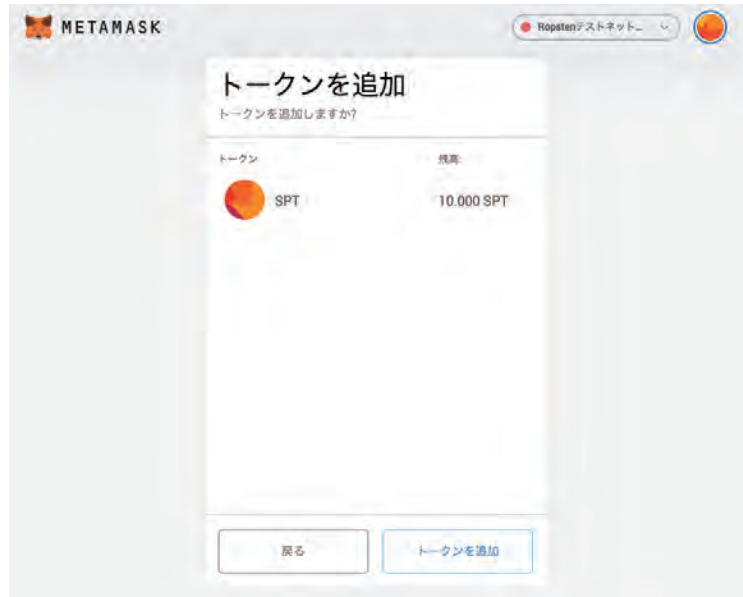 METAMASK
Ropstenテストネット...
トークンを追加
トークンを追加しますか?
トークン
残高
SPT
10.000 SPT
戻る
トークンを追加